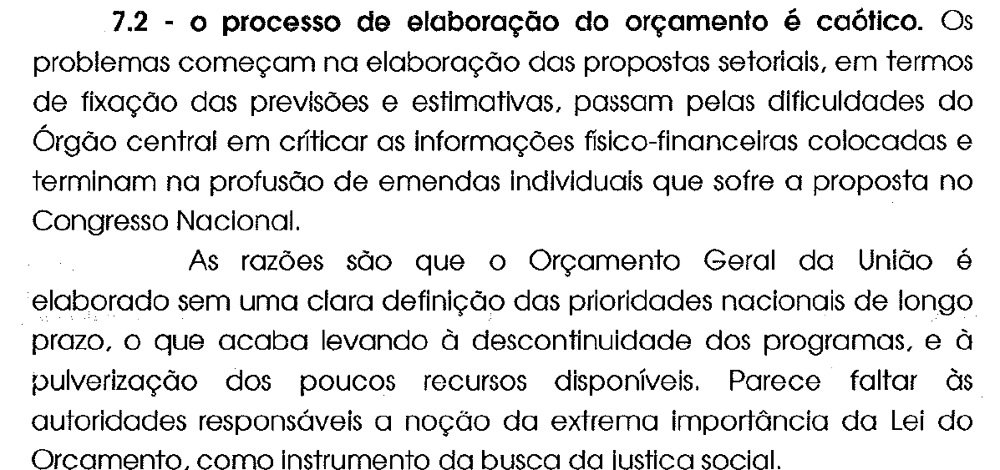 7.2 - o processo de elaboração do orçamento é caótico. Os
problemas começam na elaboração das propostas setoriais, em termos
de fixação das previsões e estimativas, passam pelas dificuldades do
Órgão central em críticar as informações físico-financeiras colocadas e
terminam na profusão de emendas individuais que sofre a proposta no
Congresso Nacional.
As razões são que o Orçamento Geral da União é
elaborado sem uma clara definição das prioridades nacionais de longo
prazo, o que acaba levando à descontinuidade dos programas, e à
pulverização dos poucos recursos disponíveis. Parece faltar às
autoridades responsáveis a noção da extrema importância da Lei do
Orçamento, como instrumento da busca da justiça social.